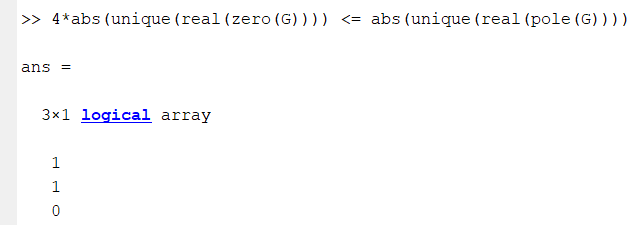 >> 4*abs(unique(real(zero(G)))) <= abs(unique(real(pole(G))))
ans =
3×1 logical array
1
1
0